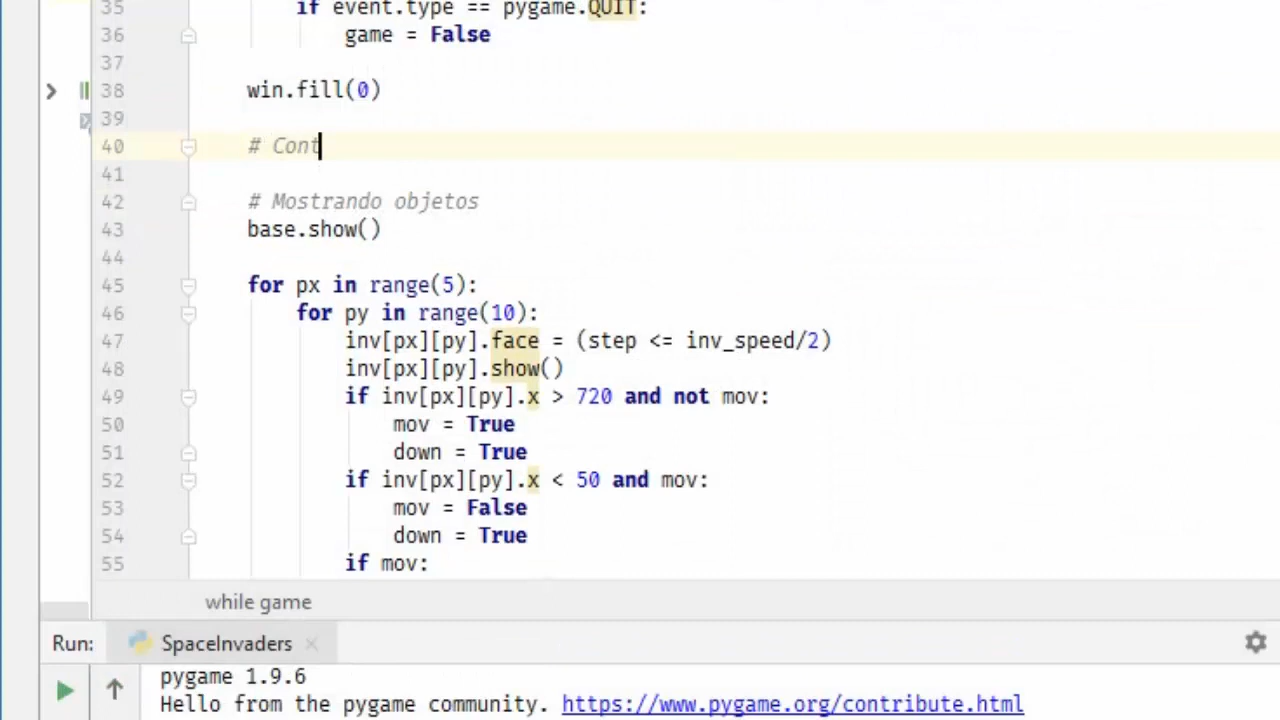 35 if event.type == pygame.QUIT:
36 game = False
37
38 win.fill(0)
39
40 # Cont
41
42 # Mostrando objetos
43 base.show()
44
45 for px in range(5):
46 for py in range(10):
47 inv[px][py].face = (step <= inv_speed/2)
48 inv[px][py].show()
49 if inv[px][py].x > 720 and not mov:
50 mov = True
51 down = True
52 if inv[px][py].x < 50 and mov:
53 mov = False
54 down = True
55 if mov:
while game
Run: SpaceInvaders
pygame 1.9.6
Hello from the pygame community. https://www.pygame.org/contribute.html